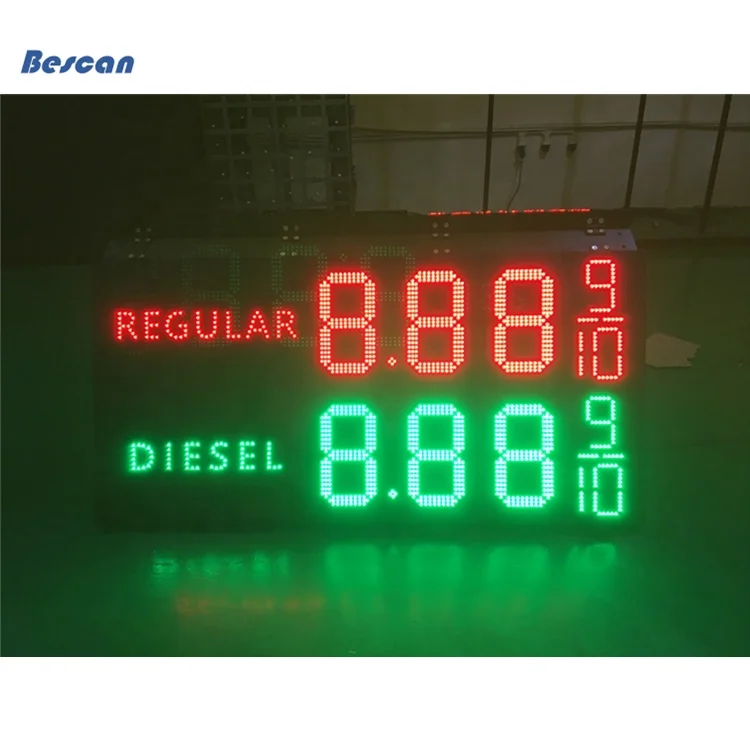 Bescan
REGULAR 8.88 9/10
DIESEL 8.88 9/10